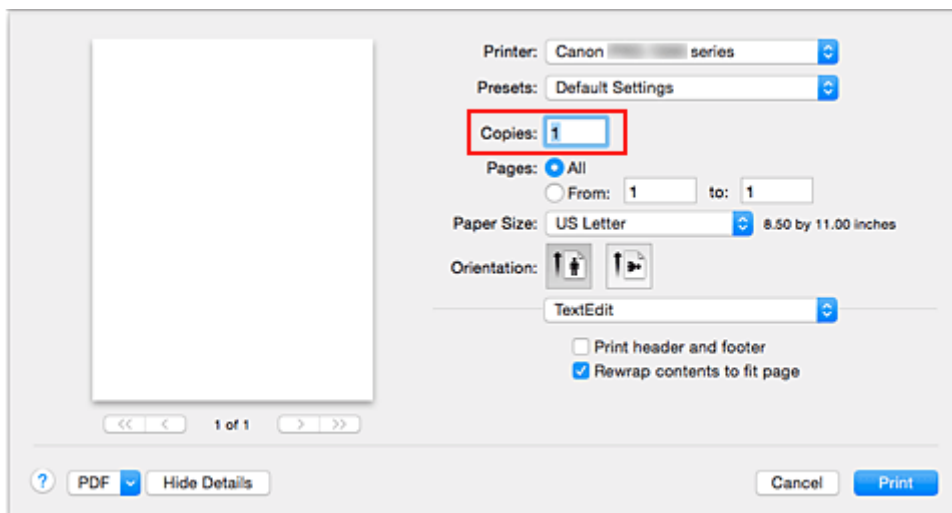 Printer: Canon series
Presets: Default Settings
Copies: 1
Pages: All
From: 1 to: 1
Paper Size: US Letter 8.50 by 11.00 inches
Orientation:
TextEdit
Print header and footer
Rewrap contents to fit page
<< < 1 of 1 > >>
? PDF Hide Details Cancel Print